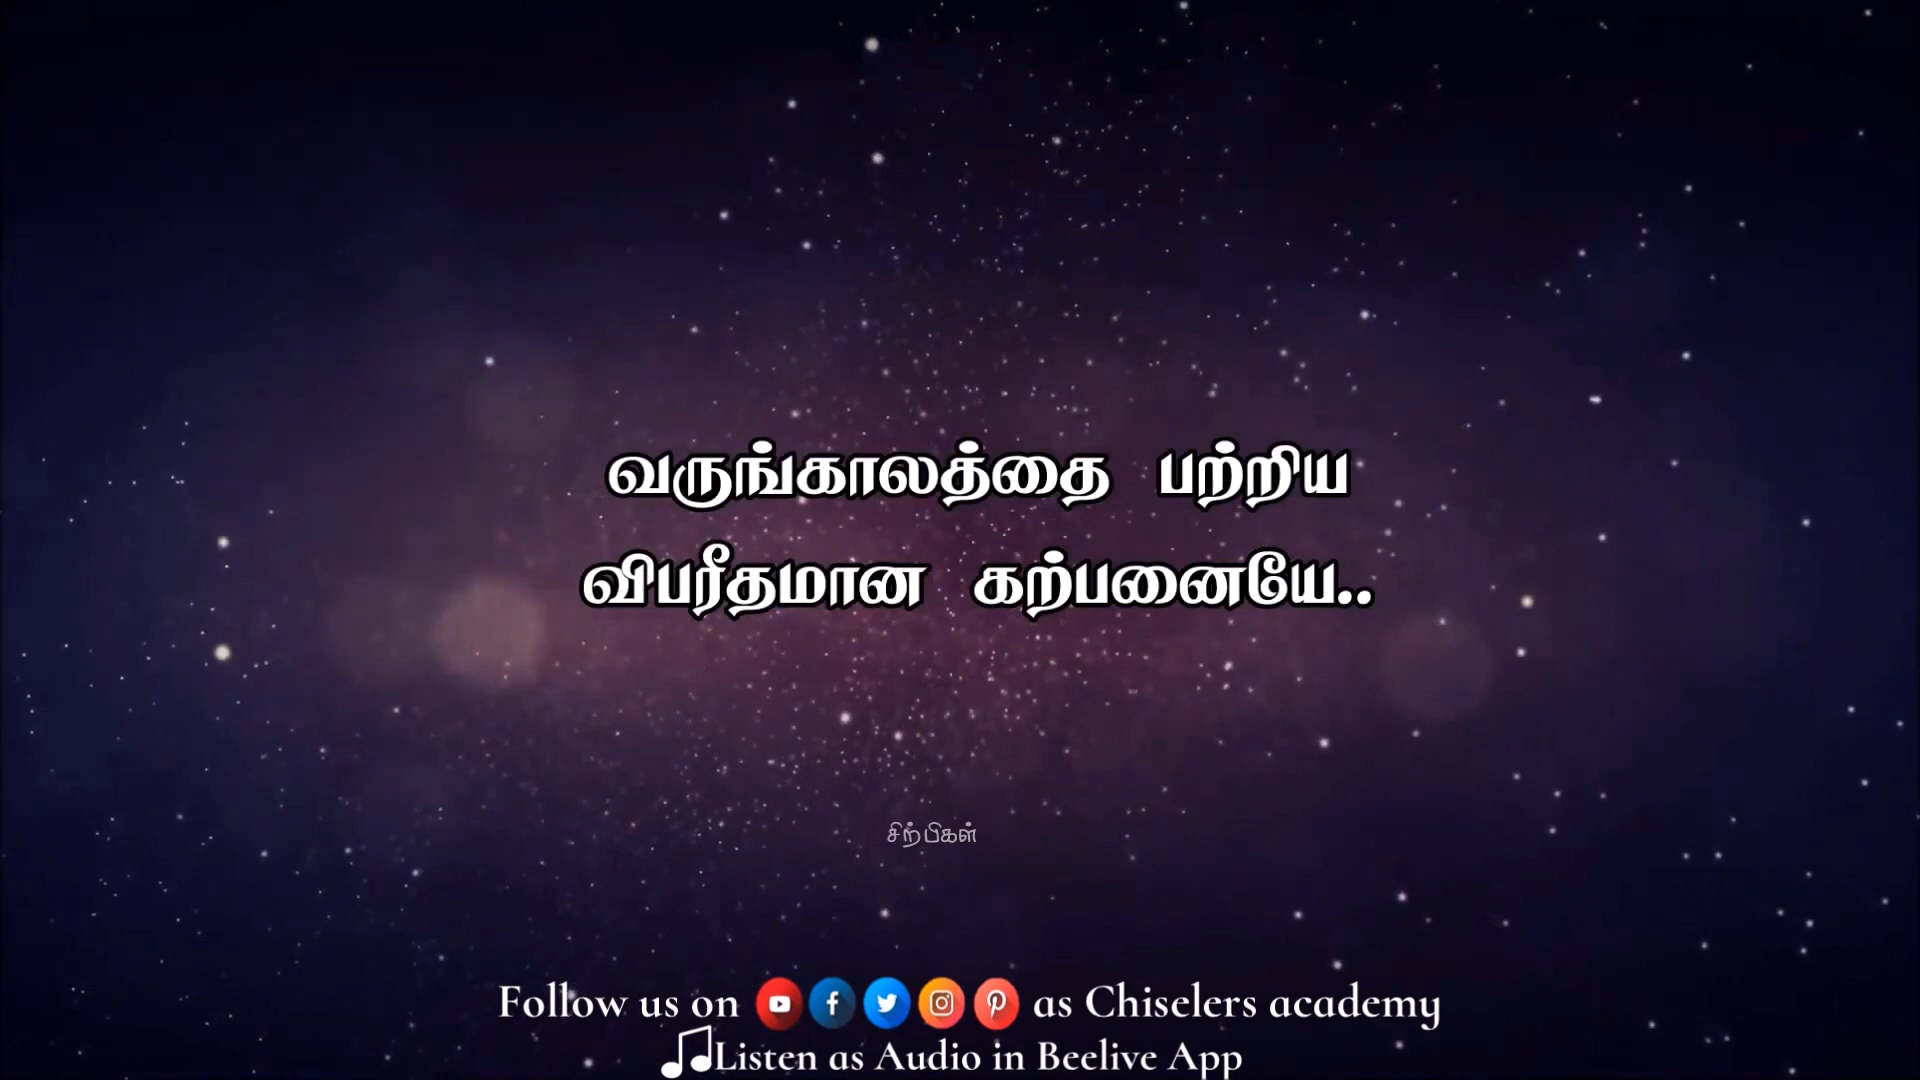 வருங்காலத்தை பற்றிய
விபரீதமான கற்பனையே..
சிற்பிகள்
Follow us on as Chiselers academy
Listen as Audio in Beelive App